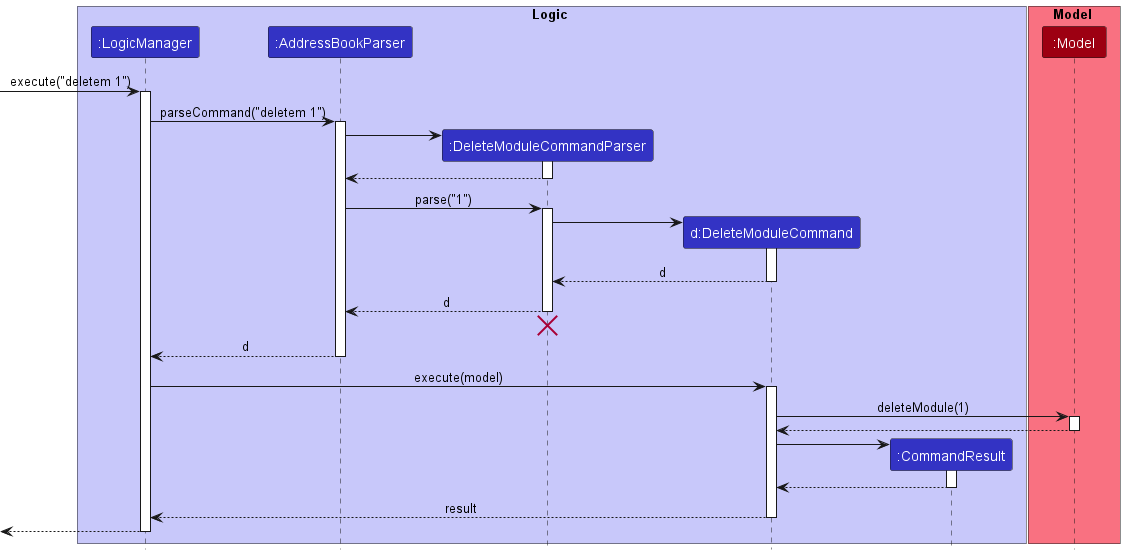 Logic
Model
:LogicManager
:AddressBookParser
:Model
execute("deletem 1")
parseCommand("deletem 1")
:DeleteModuleCommandParser
parse("1")
d:DeleteModuleCommand
d
d
d
execute(model)
deleteModule(1)
:CommandResult
result